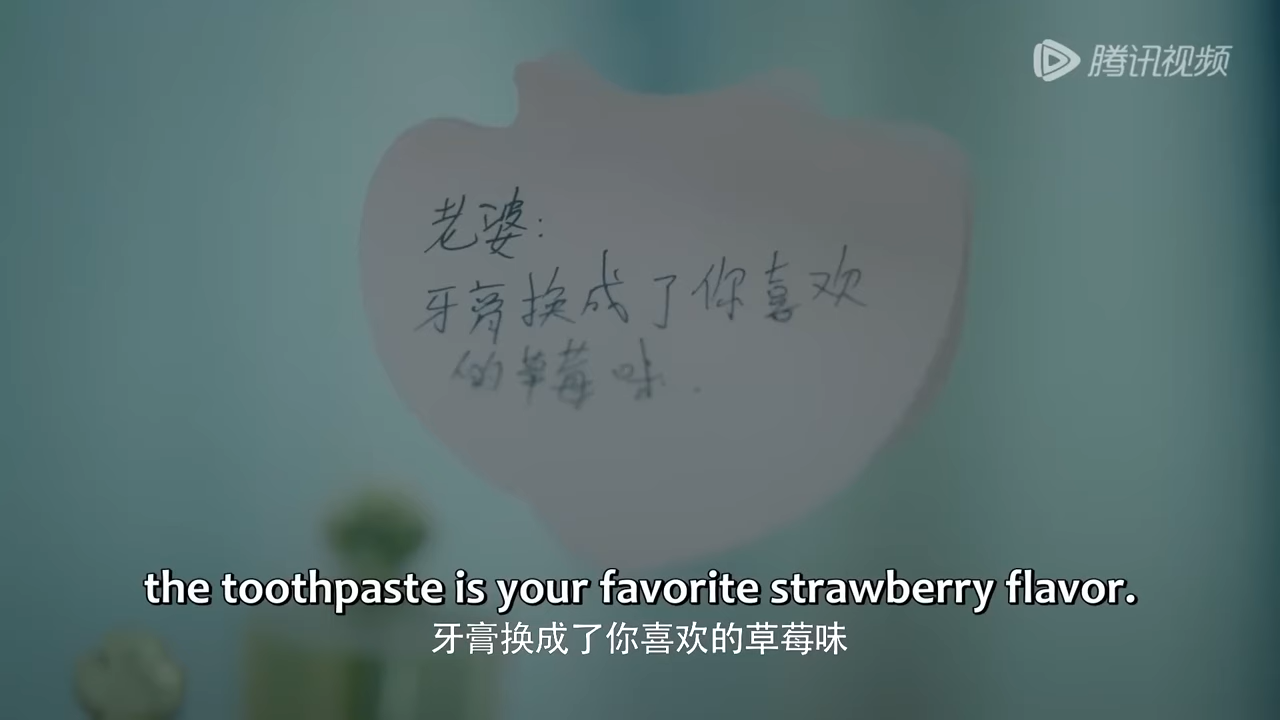 腾讯视频
老婆：
牙膏换成了你喜欢
的草莓味.
the toothpaste is your favorite strawberry flavor.
牙膏换成了你喜欢的草莓味